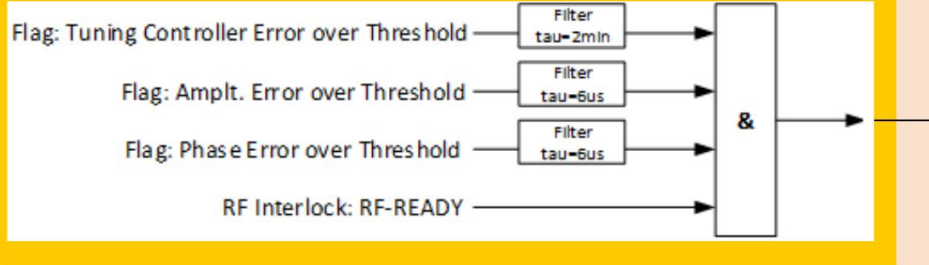 Flag: Tuning Controller Error over Threshold
Filter
tau=2min
Flag: Amplt. Error over Threshold
Filter
tau=6us
&
Flag: Phase Error over Threshold
Filter
tau=6us
RF Interlock: RF-READY